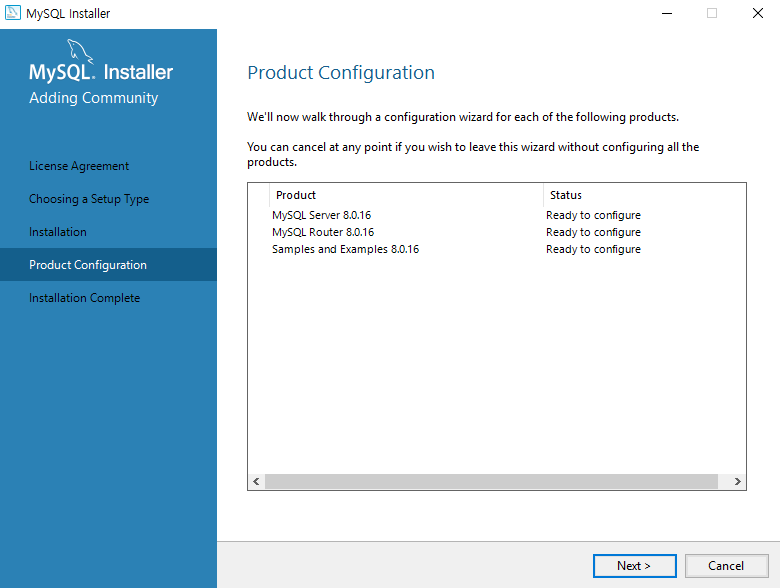 MySQL Installer
MySQL. Installer
Adding Community
License Agreement
Choosing a Setup Type
Installation
Product Configuration
Installation Complete
Product Configuration
We'll now walk through a configuration wizard for each of the following products.
You can cancel at any point if you wish to leave this wizard without configuring all the
products.
Product Status
MySQL Server 8.0.16 Ready to configure
MySQL Router 8.0.16 Ready to configure
Samples and Examples 8.0.16 Ready to configure
Next > Cancel